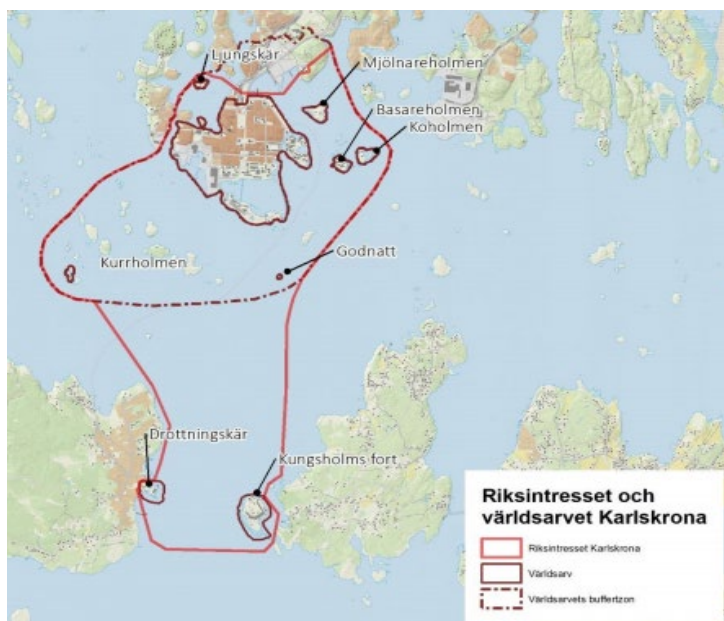 Ljungskär
Mjölnareholmen
Basareholmen
Koholmen
Godnatt
Kurrholmen
Drottningskär
Kungsholms fort
Riksintresset och
världsarvet Karlskrona
Riksintresset Karlskrona
Världsarv
Världsarvets buffertzon